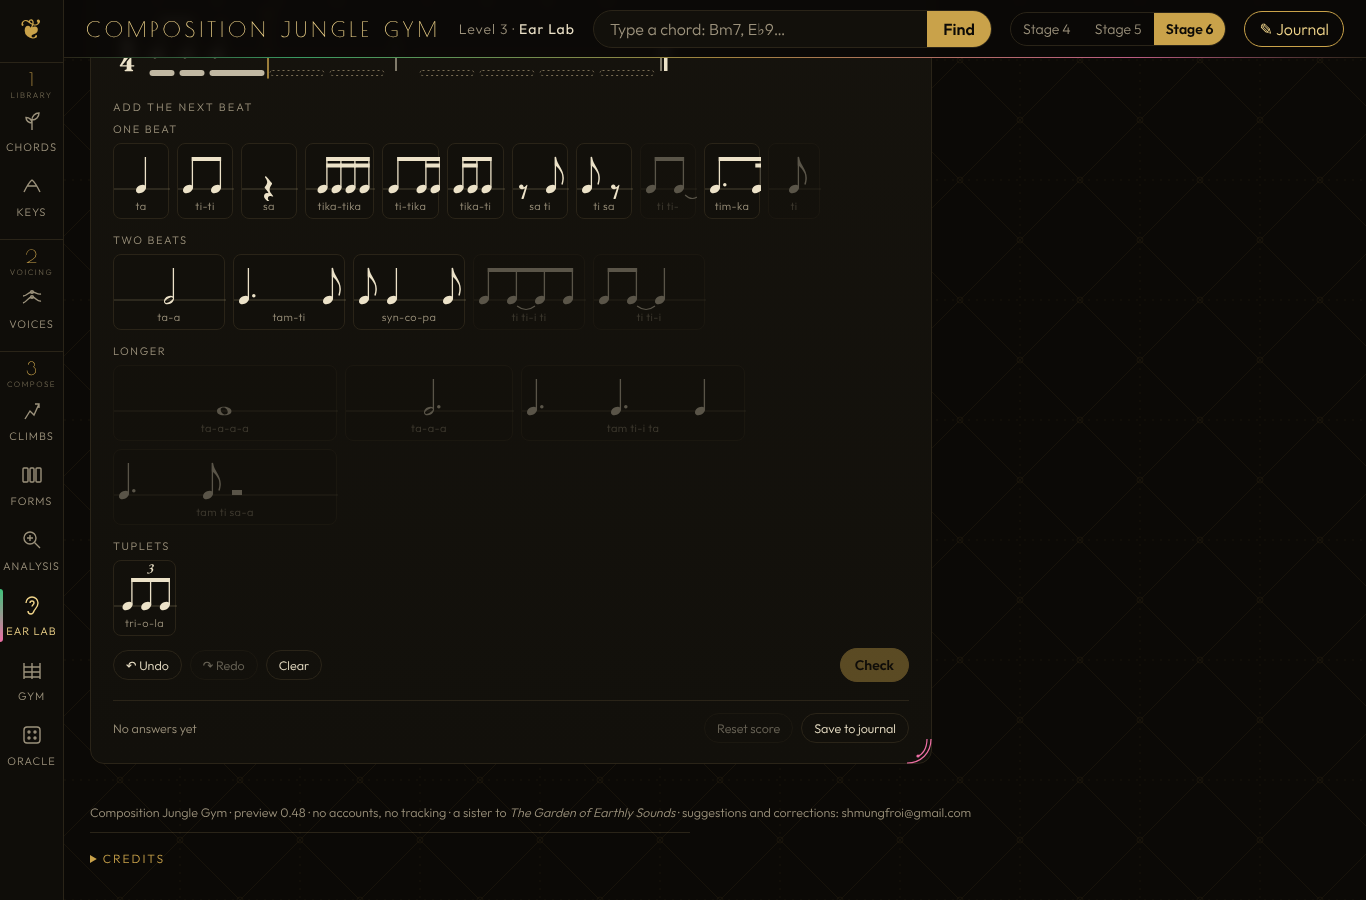 COMPOSITION JUNGLE GYM
Level 3 · Ear Lab
Type a chord: Bm7, E♭9…
Find
Stage 4
Stage 5
Stage 6
✎ Journal
1
LIBRARY
CHORDS
KEYS
2
VOICING
VOICES
3
COMPOSE
CLIMBS
FORMS
ANALYSIS
EAR LAB
GYM
ORACLE
4
ADD THE NEXT BEAT
ONE BEAT
ta
ti-ti
sa
tika-tika
ti-tika
tika-ti
sa ti
ti sa
ti ti-
tim-ka
ti
TWO BEATS
ta-a
tam-ti
syn-co-pa
ti ti-i ti
ti ti-i
LONGER
ta-a-a-a
ta-a-a
tam ti-i ta
tam ti sa-a
TUPLETS
3
tri-o-la
↶ Undo
↷ Redo
Clear
Check
No answers yet
Reset score
Save to journal
Composition Jungle Gym · preview 0.48 · no accounts, no tracking · a sister to The Garden of Earthly Sounds · suggestions and corrections: shmungfroi@gmail.com
▶ CREDITS